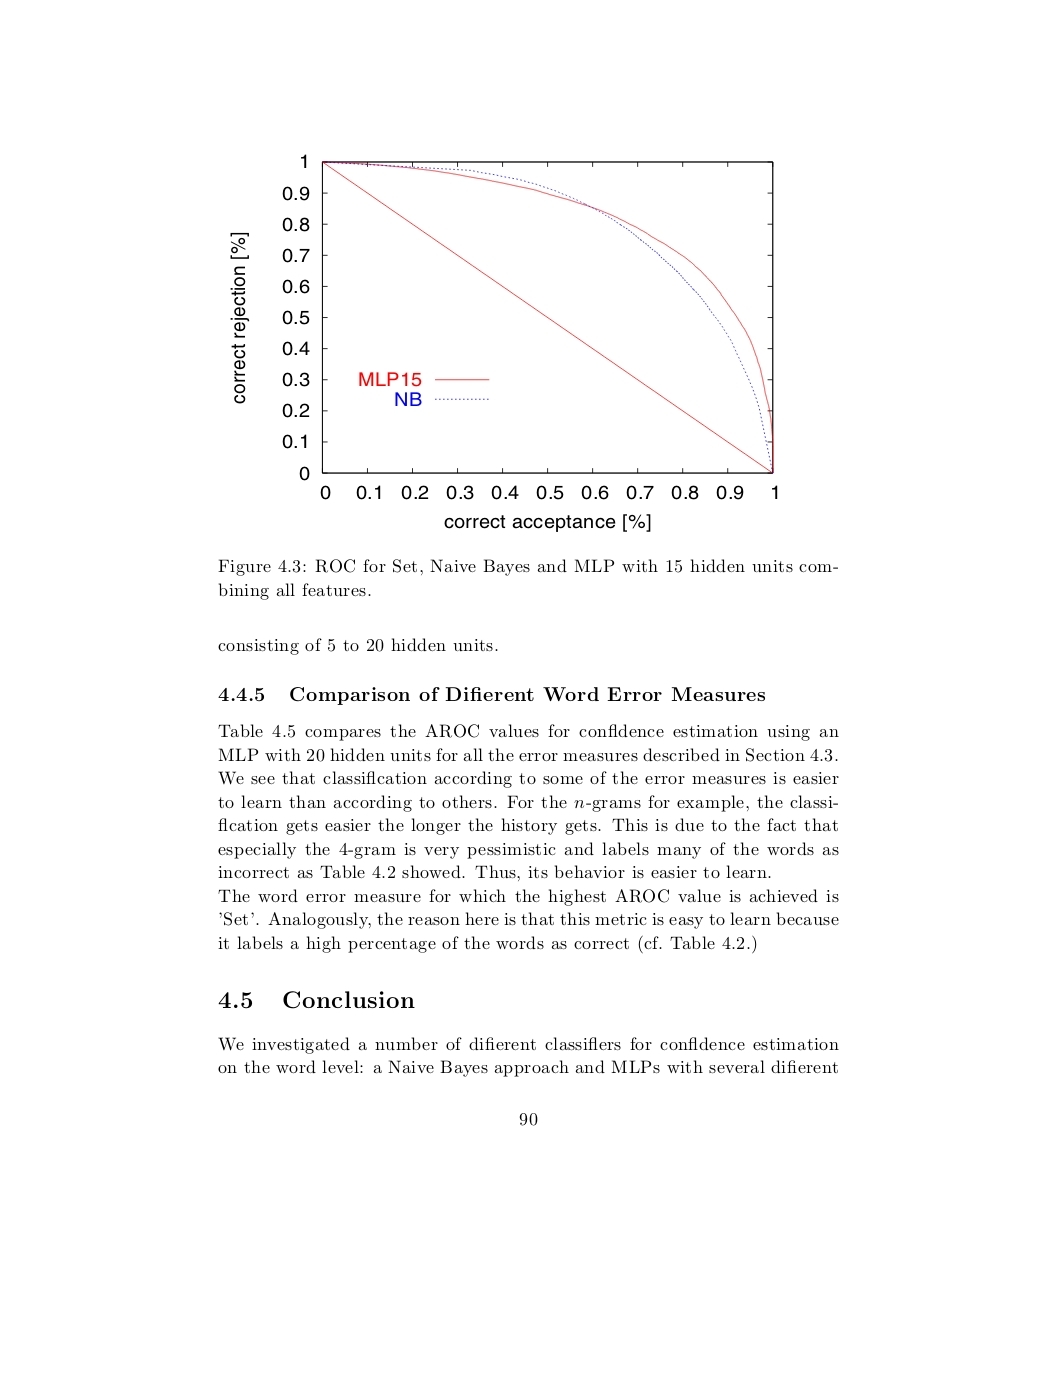 1
0.9
0.8
0.7
0.6
0.5
0.4
0.3
0.2
0.1
0
correct rejection [%]
MLP15
NB
0 0.1 0.2 0.3 0.4 0.5 0.6 0.7 0.8 0.9 1
correct acceptance [%]
Figure 4.3: ROC for Set, Naive Bayes and MLP with 15 hidden units com-
bining all features.
consisting of 5 to 20 hidden units.
4.4.5 Comparison of Difierent Word Error Measures
Table 4.5 compares the AROC values for confldence estimation using an
MLP with 20 hidden units for all the error measures described in Section 4.3.
We see that classiflcation according to some of the error measures is easier
to learn than according to others. For the n-grams for example, the classi-
flcation gets easier the longer the history gets. This is due to the fact that
especially the 4-gram is very pessimistic and labels many of the words as
incorrect as Table 4.2 showed. Thus, its behavior is easier to learn.
The word error measure for which the highest AROC value is achieved is
'Set'. Analogously, the reason here is that this metric is easy to learn because
it labels a high percentage of the words as correct (cf. Table 4.2.)
4.5 Conclusion
We investigated a number of difierent classiflers for confldence estimation
on the word level: a Naive Bayes approach and MLPs with several difierent
90